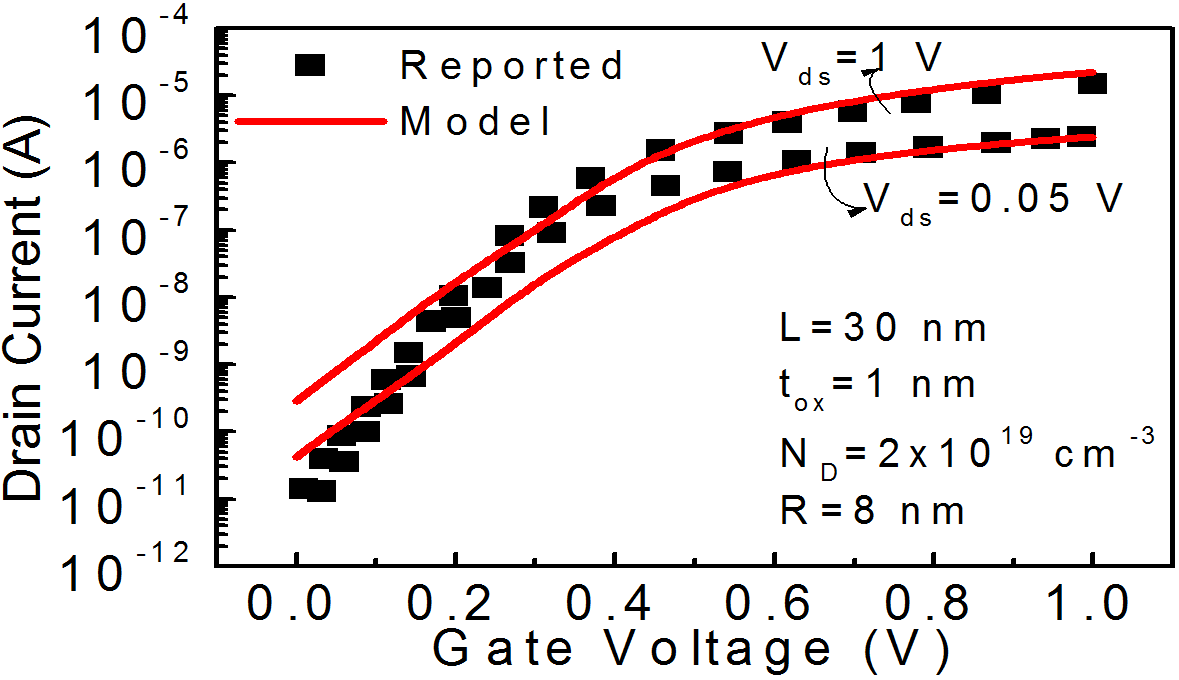 10⁻⁴
10⁻⁵
10⁻⁶
10⁻⁷
10⁻⁸
10⁻⁹
10⁻¹⁰
10⁻¹¹
10⁻¹²
Drain Current (A)
Reported
Model
V_ds=1 V
V_ds=0.05 V
L=30 nm
t_ox=1 nm
N_D=2x10¹⁹ cm⁻³
R=8 nm
0.0 0.2 0.4 0.6 0.8 1.0
Gate Voltage (V)